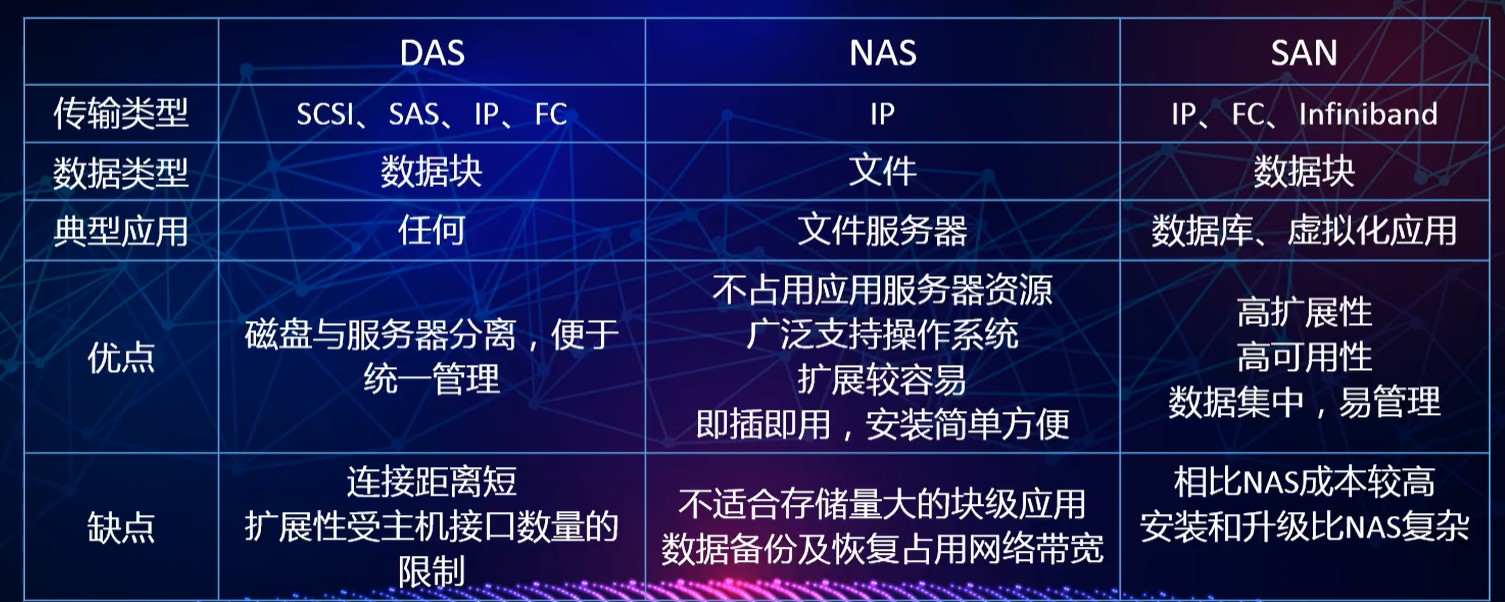 DAS NAS SAN
传输类型 SCSI、SAS、IP、FC IP IP、FC、Infiniband
数据类型 数据块 文件 数据块
典型应用 任何 文件服务器 数据库、虚拟化应用
优点
磁盘与服务器分离，便于
统一管理
不占用应用服务器资源
广泛支持操作系统
扩展较容易
即插即用，安装简单方便
高扩展性
高可用性
数据集中，易管理
缺点
连接距离短
扩展性受主机接口数量的
限制
不适合存储量大的块级应用
数据备份及恢复占用网络带宽
相比NAS成本较高
安装和升级比NAS复杂